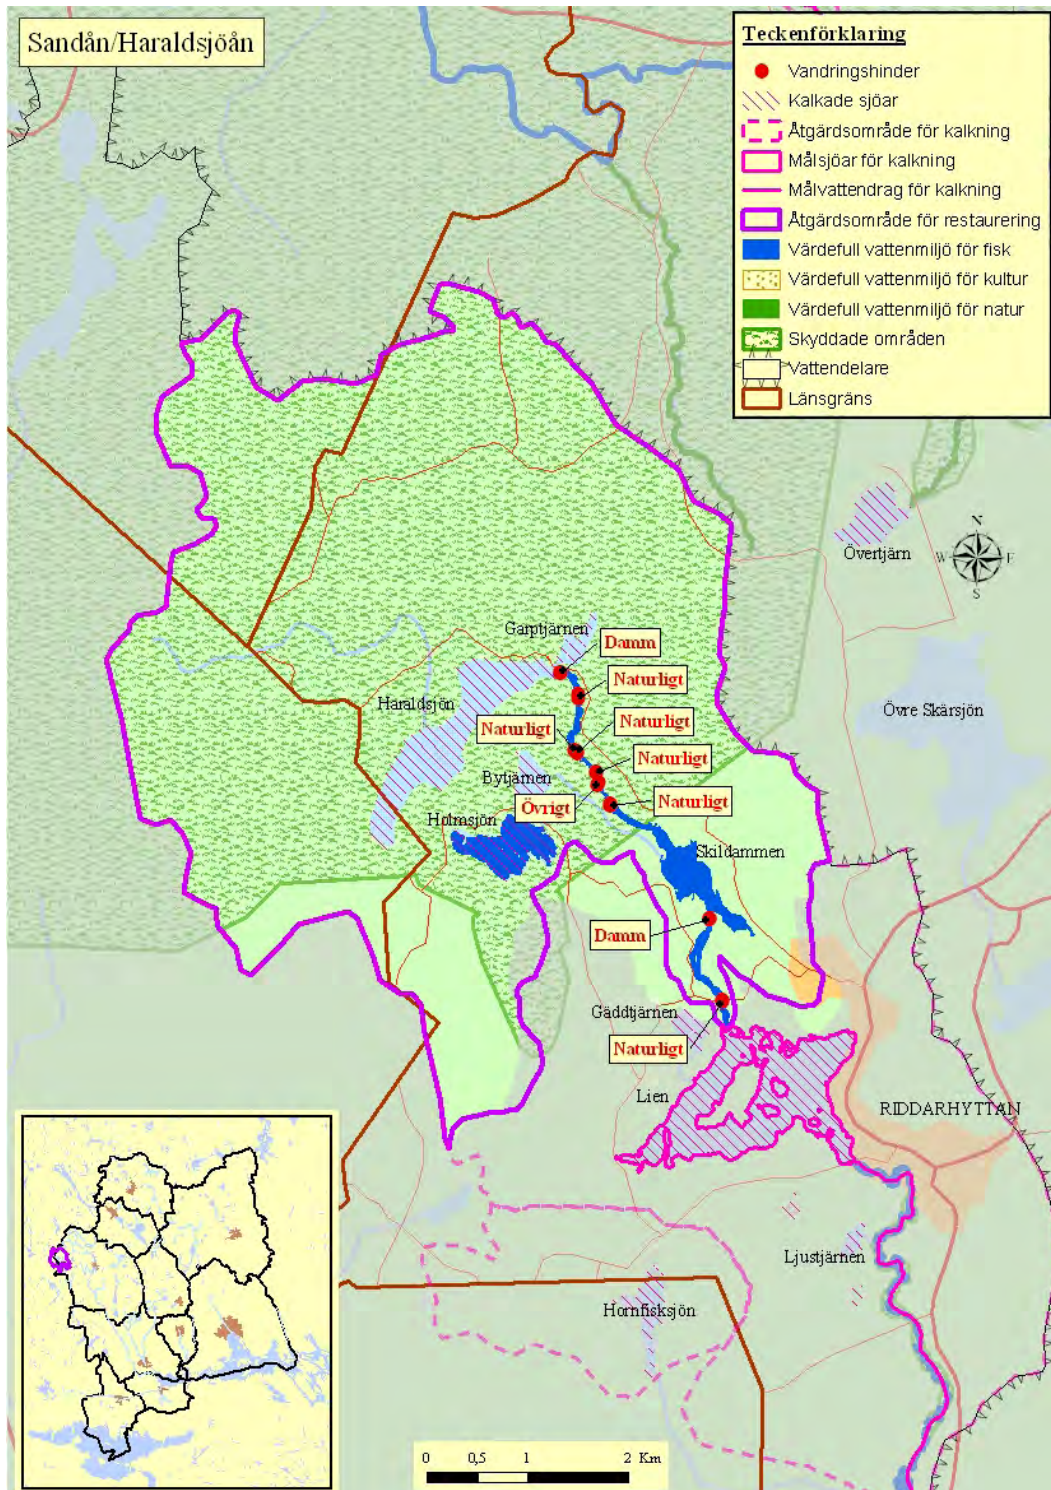 Sandån/Haraldsjöån
Teckenförklaring
Vandringshinder
Kalkade sjöar
Åtgärdsområde för kalkning
Målsjöar för kalkning
Målvattendrag för kalkning
Åtgärdsområde för restaurering
Värdefull vattenmiljö för fisk
Värdefull vattenmiljö för kultur
Värdefull vattenmiljö för natur
Skyddade områden
Vattendelare
Länsgräns
N
W
E
S
Övertjärn
Garptjärnen
Damm
Naturligt
Haraldsjön
Övre Skärsjön
Naturligt
Naturligt
Naturligt
Bytjärnen
Övrigt
Naturligt
Holmsjön
Skildammen
Damm
Gäddtjärnen
Naturligt
Lien
RIDDARHYTTAN
Ljustjärnen
Hornfisksjön
0 0,5 1 2 Km